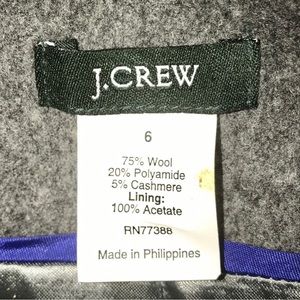 J.CREW
6
75% Wool
20% Polyamide
5% Cashmere
Lining:
100% Acetate
RN77388
Made in Philippines